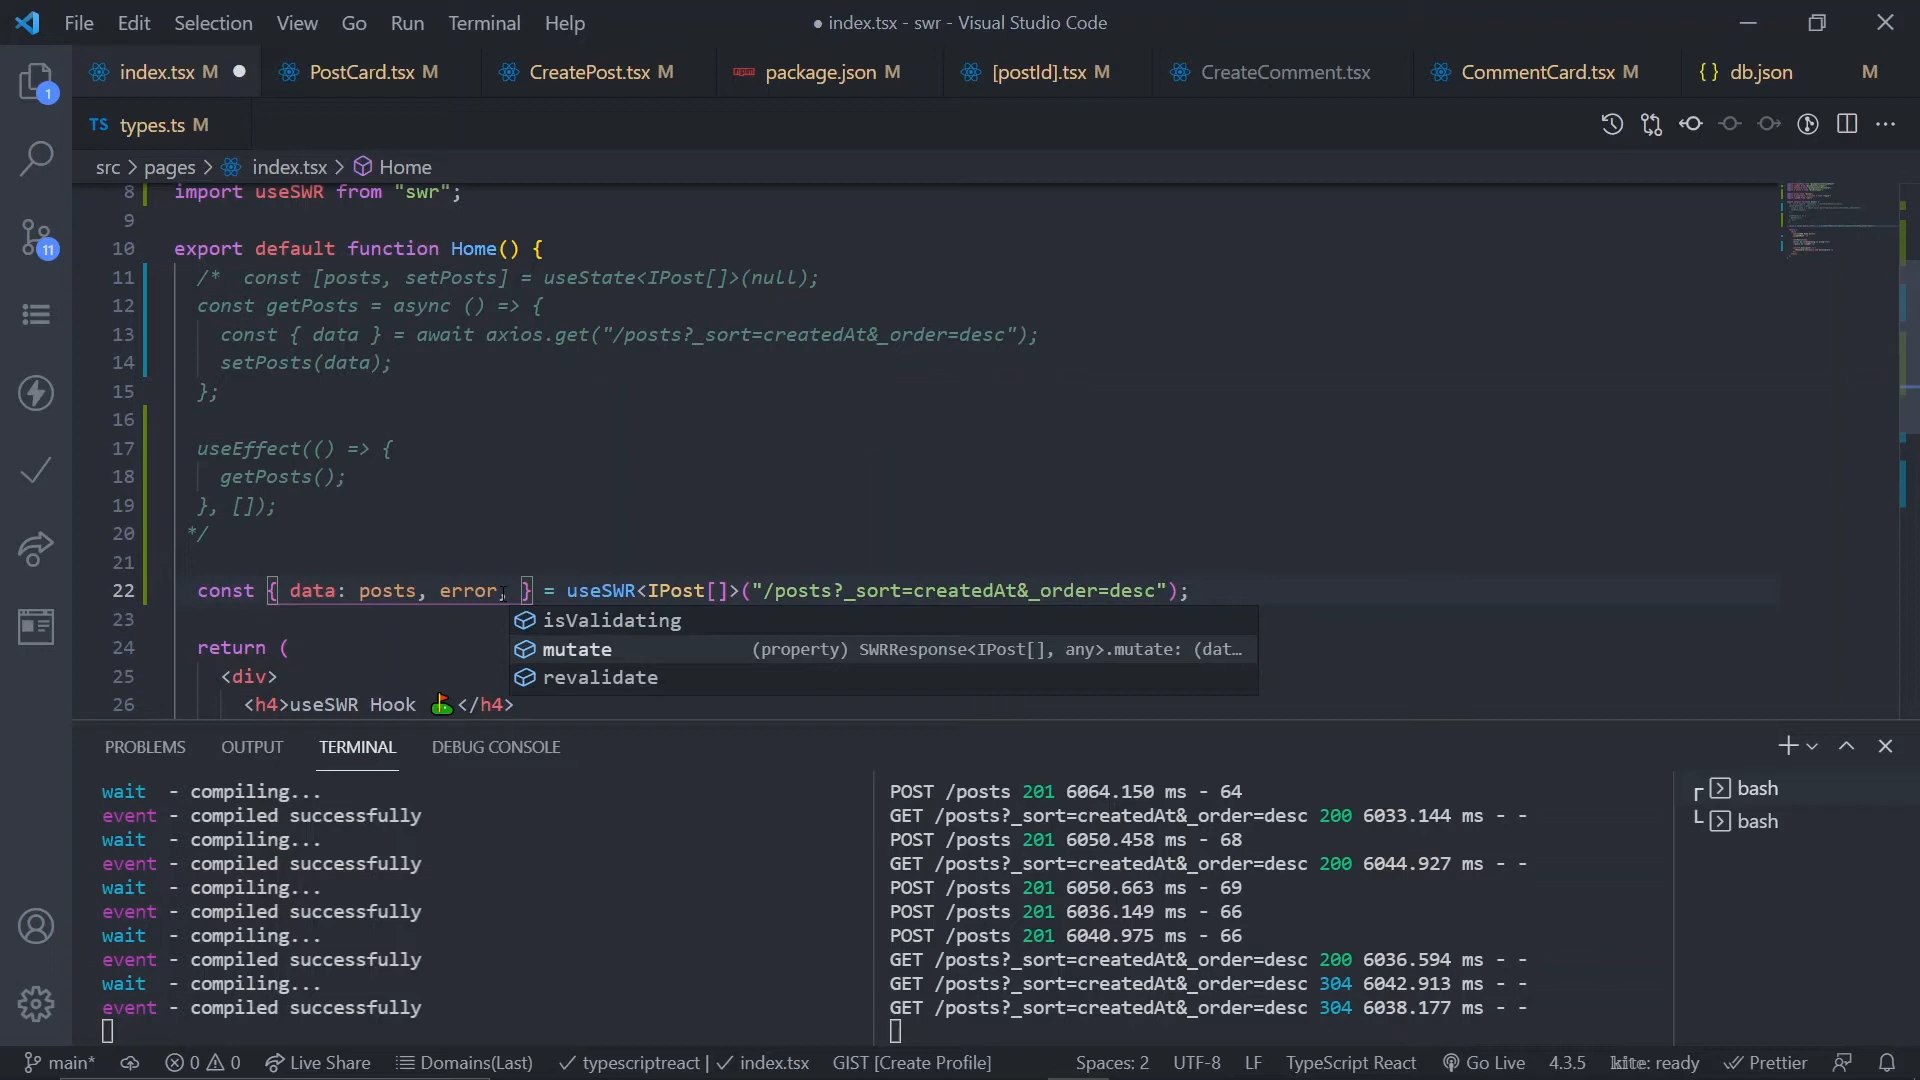 File Edit Selection View Go Run Terminal Help
● index.tsx - swr - Visual Studio Code
index.tsx M
PostCard.tsx M
CreatePost.tsx M
package.json M
[postId].tsx M
CreateComment.tsx
CommentCard.tsx M
{ } db.json M
TS types.ts M
src > pages > index.tsx > Home
1
11
8 import useSWR from "swr";
9
10 export default function Home() {
11 /*  const [posts, setPosts] = useState<IPost[]>(null);
12 const getPosts = async () => {
13 const { data } = await axios.get("/posts?_sort=createdAt&_order=desc");
14 setPosts(data);
15 };
16
17 useEffect(() => {
18 getPosts();
19 }, []);
20 */
21
22 const { data: posts, error, } = useSWR<IPost[]>("/posts?_sort=createdAt&_order=desc");
isValidating
23
mutate (property) SWRResponse<IPost[], any>.mutate: (dat…
24 return (
revalidate
25 <div>
26 <h4>useSWR Hook ⛳</h4>
PROBLEMS OUTPUT TERMINAL DEBUG CONSOLE
wait  - compiling...
event - compiled successfully
wait  - compiling...
event - compiled successfully
wait  - compiling...
event - compiled successfully
wait  - compiling...
event - compiled successfully
wait  - compiling...
event - compiled successfully
POST /posts 201 6064.150 ms - 64
GET /posts?_sort=createdAt&_order=desc 200 6033.144 ms - -
POST /posts 201 6050.458 ms - 68
GET /posts?_sort=createdAt&_order=desc 200 6044.927 ms - -
POST /posts 201 6050.663 ms - 69
POST /posts 201 6036.149 ms - 66
POST /posts 201 6040.975 ms - 66
GET /posts?_sort=createdAt&_order=desc 200 6036.594 ms - -
GET /posts?_sort=createdAt&_order=desc 304 6042.913 ms - -
GET /posts?_sort=createdAt&_order=desc 304 6038.177 ms - -
bash
bash
main* 0 0 Live Share Domains(Last) typescriptreact | index.tsx GIST [Create Profile] Spaces: 2 UTF-8 LF TypeScript React Go Live 4.3.5 kite: ready Prettier